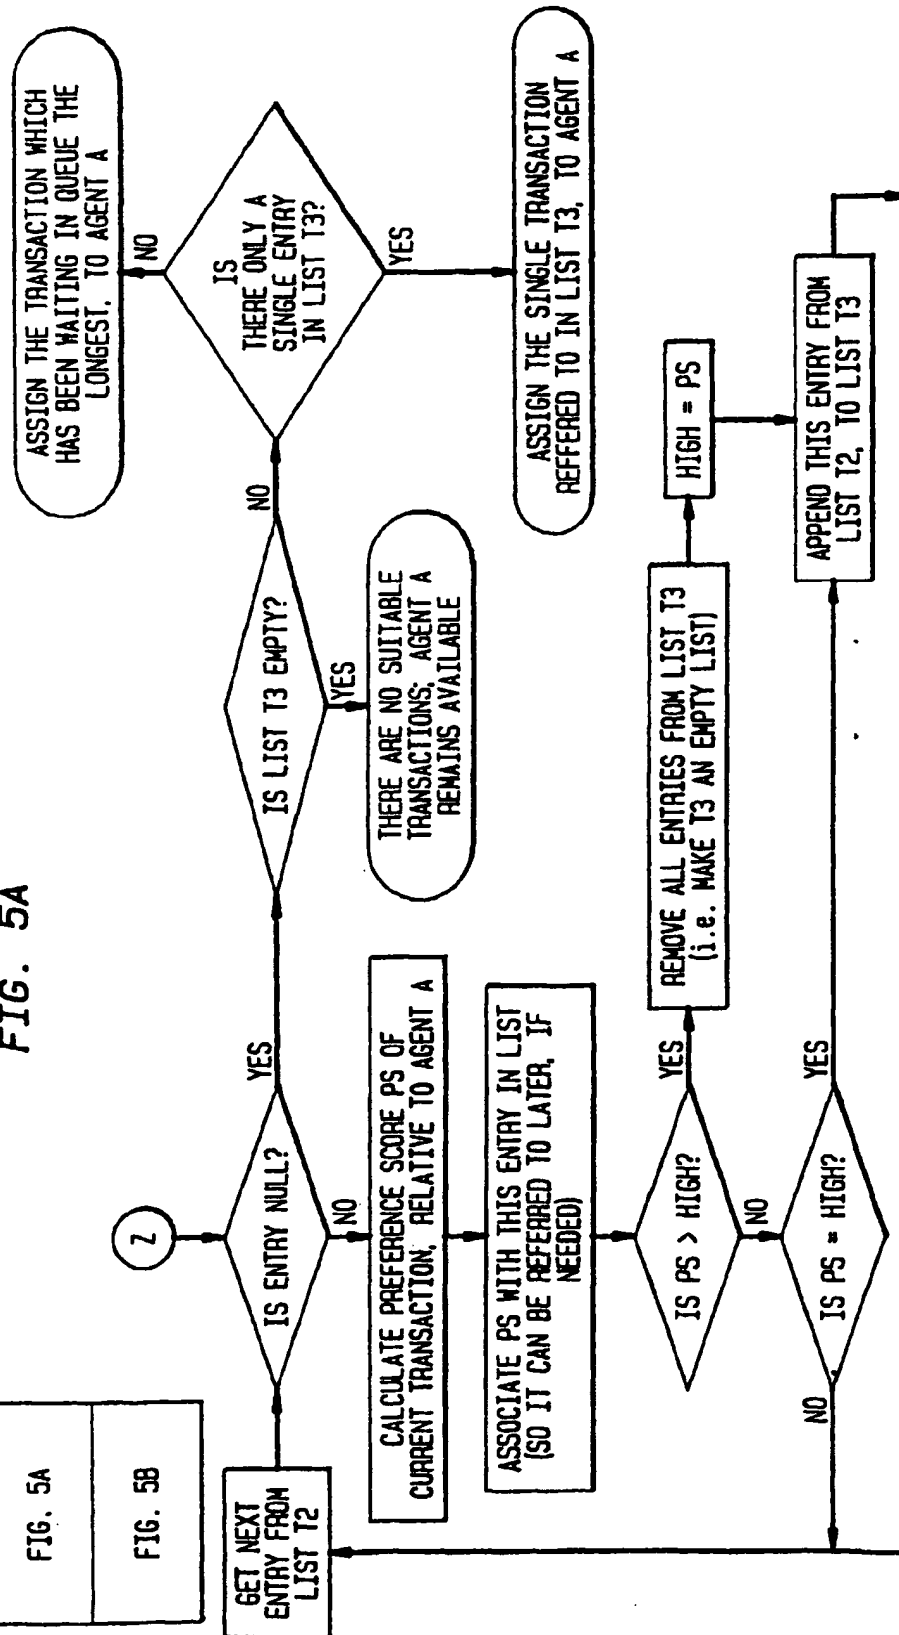 FIG. 5A
FIG. 5A
FIG. 5B
Z
GET NEXT
ENTRY FROM
LIST T2
IS ENTRY NULL?
YES
NO
IS LIST T3 EMPTY?
NO
YES
IS
THERE ONLY A
SINGLE ENTRY
IN LIST T3?
NO
YES
ASSIGN THE TRANSACTION WHICH
HAS BEEN WAITING IN QUEUE THE
LONGEST, TO AGENT A
THERE ARE NO SUITABLE
TRANSACTIONS; AGENT A
REMAINS AVAILABLE
ASSIGN THE SINGLE TRANSACTION
REFFERED TO IN LIST T3, TO AGENT A
CALCULATE PREFERENCE SCORE PS OF
CURRENT TRANSACTION, RELATIVE TO AGENT A
ASSOCIATE PS WITH THIS ENTRY IN LIST
(SO IT CAN BE REFERRED TO LATER, IF
NEEDED)
IS PS > HIGH?
YES
NO
REMOVE ALL ENTRIES FROM LIST T3
(i.e. MAKE T3 AN EMPTY LIST)
HIGH = PS
IS PS = HIGH?
NO
YES
APPEND THIS ENTRY FROM
LIST T2, TO LIST T3